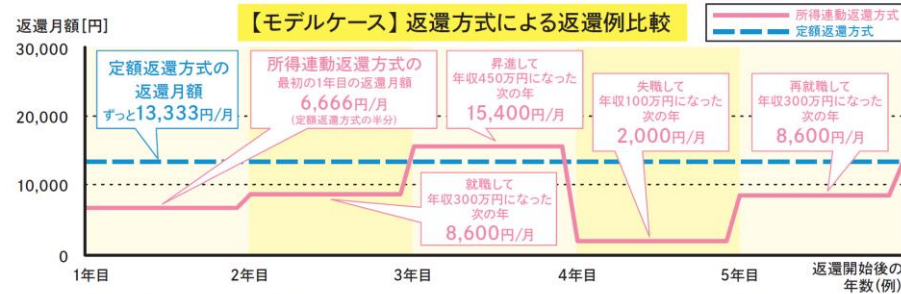 返還月額[円]
【モデルケース】返還方式による返還例比較
所得連動返還方式
定額返還方式
30,000
20,000
10,000
0
定額返還方式の
返還月額
ずっと13,333円/月
所得連動返還方式の
最初の1年目の返還月額
6,666円/月
(定額返還方式の半分)
就職して
年収300万円になった
次の年
8,600円/月
昇進して
年収450万円になった
次の年
15,400円/月
失職して
年収100万円になった
次の年
2,000円/月
再就職して
年収300万円になった
次の年
8,600円/月
1年目
2年目
3年目
4年目
5年目
返還開始後の
年数(例)